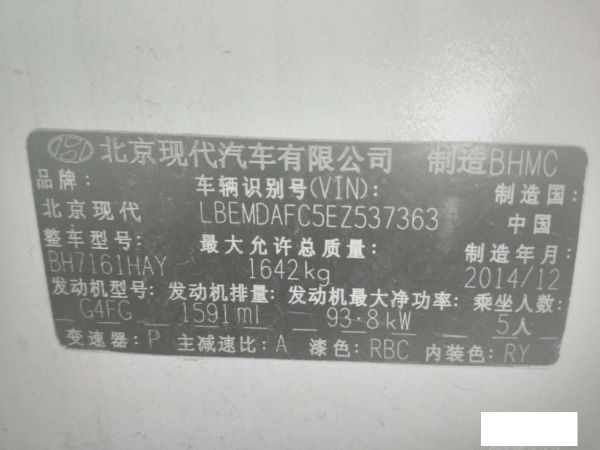 北京现代汽车有限公司 制造BHMC
品牌: 车辆识别号(VIN): 制造国:
北京现代 LBEMDAFC5EZ537363 中国
整车型号: 最大允许总质量: 制造年月:
BH7161HAY 1642kg 2014/12
发动机型号: 发动机排量: 发动机最大净功率: 乘坐人数:
G4FG 1591ml 93.8kW 5人
变速器: P 主减速比: A 漆色: RBC 内装色: RY